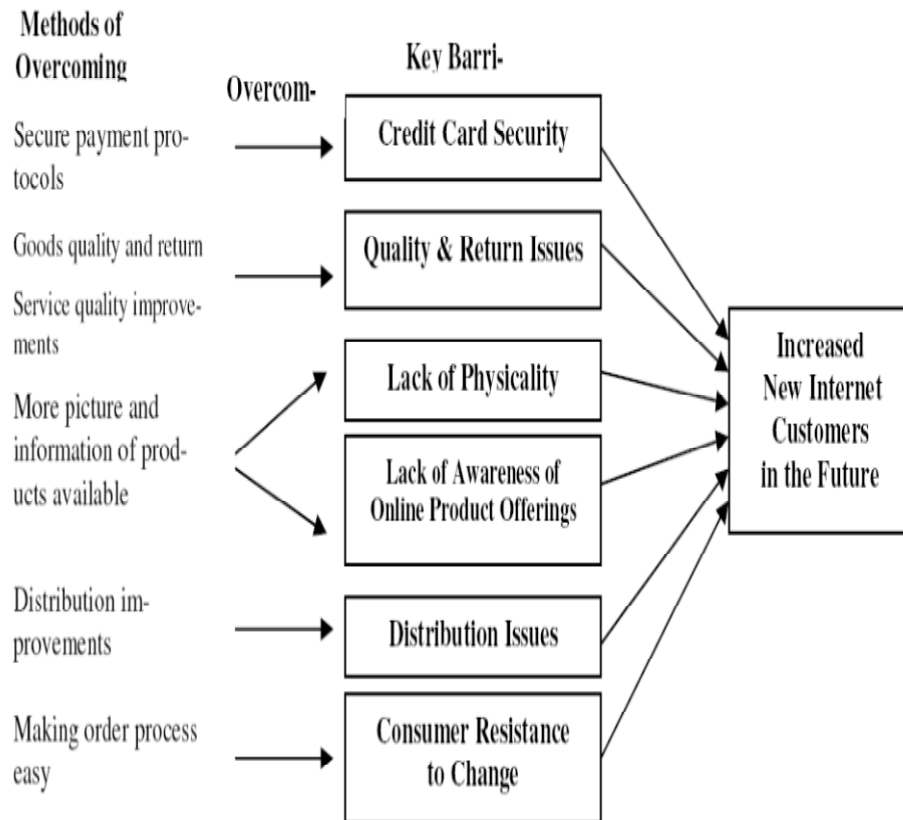 Methods of
Overcoming
Overcom-
Key Barri-
Secure payment pro-
tocols
Credit Card Security
Goods quality and return
Service quality improve-
ments
Quality & Return Issues
More picture and
information of prod-
ucts available
Lack of Physicality
Lack of Awareness of
Online Product Offerings
Distribution im-
provements
Distribution Issues
Making order process
easy
Consumer Resistance
to Change
Increased
New Internet
Customers
in the Future